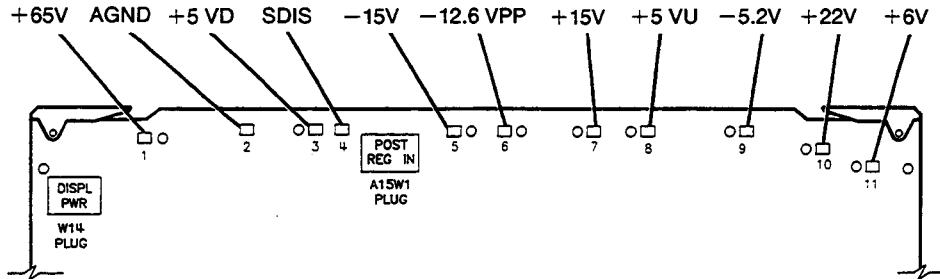 +65V AGND +5 VD SDIS −15V −12.6 VPP +15V +5 VU −5.2V +22V +6V
1 2 3 4 5 6 7 8 9 10 11
POST
REG IN
A15W1
PLUG
DISPL
PWR
W14
PLUG